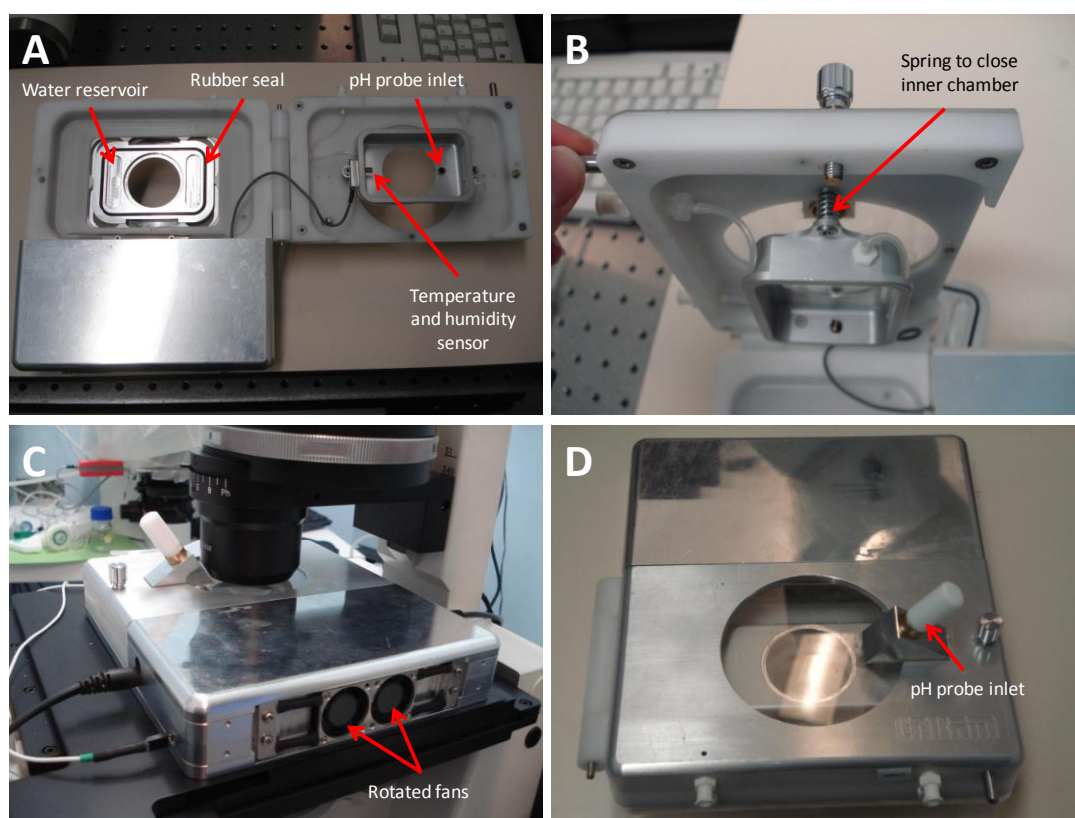 A
Water reservoir
Rubber seal
pH probe inlet
Temperature
and humidity
sensor
B
Spring to close
inner chamber
C
Ph
Rotated fans
D
pH probe inlet